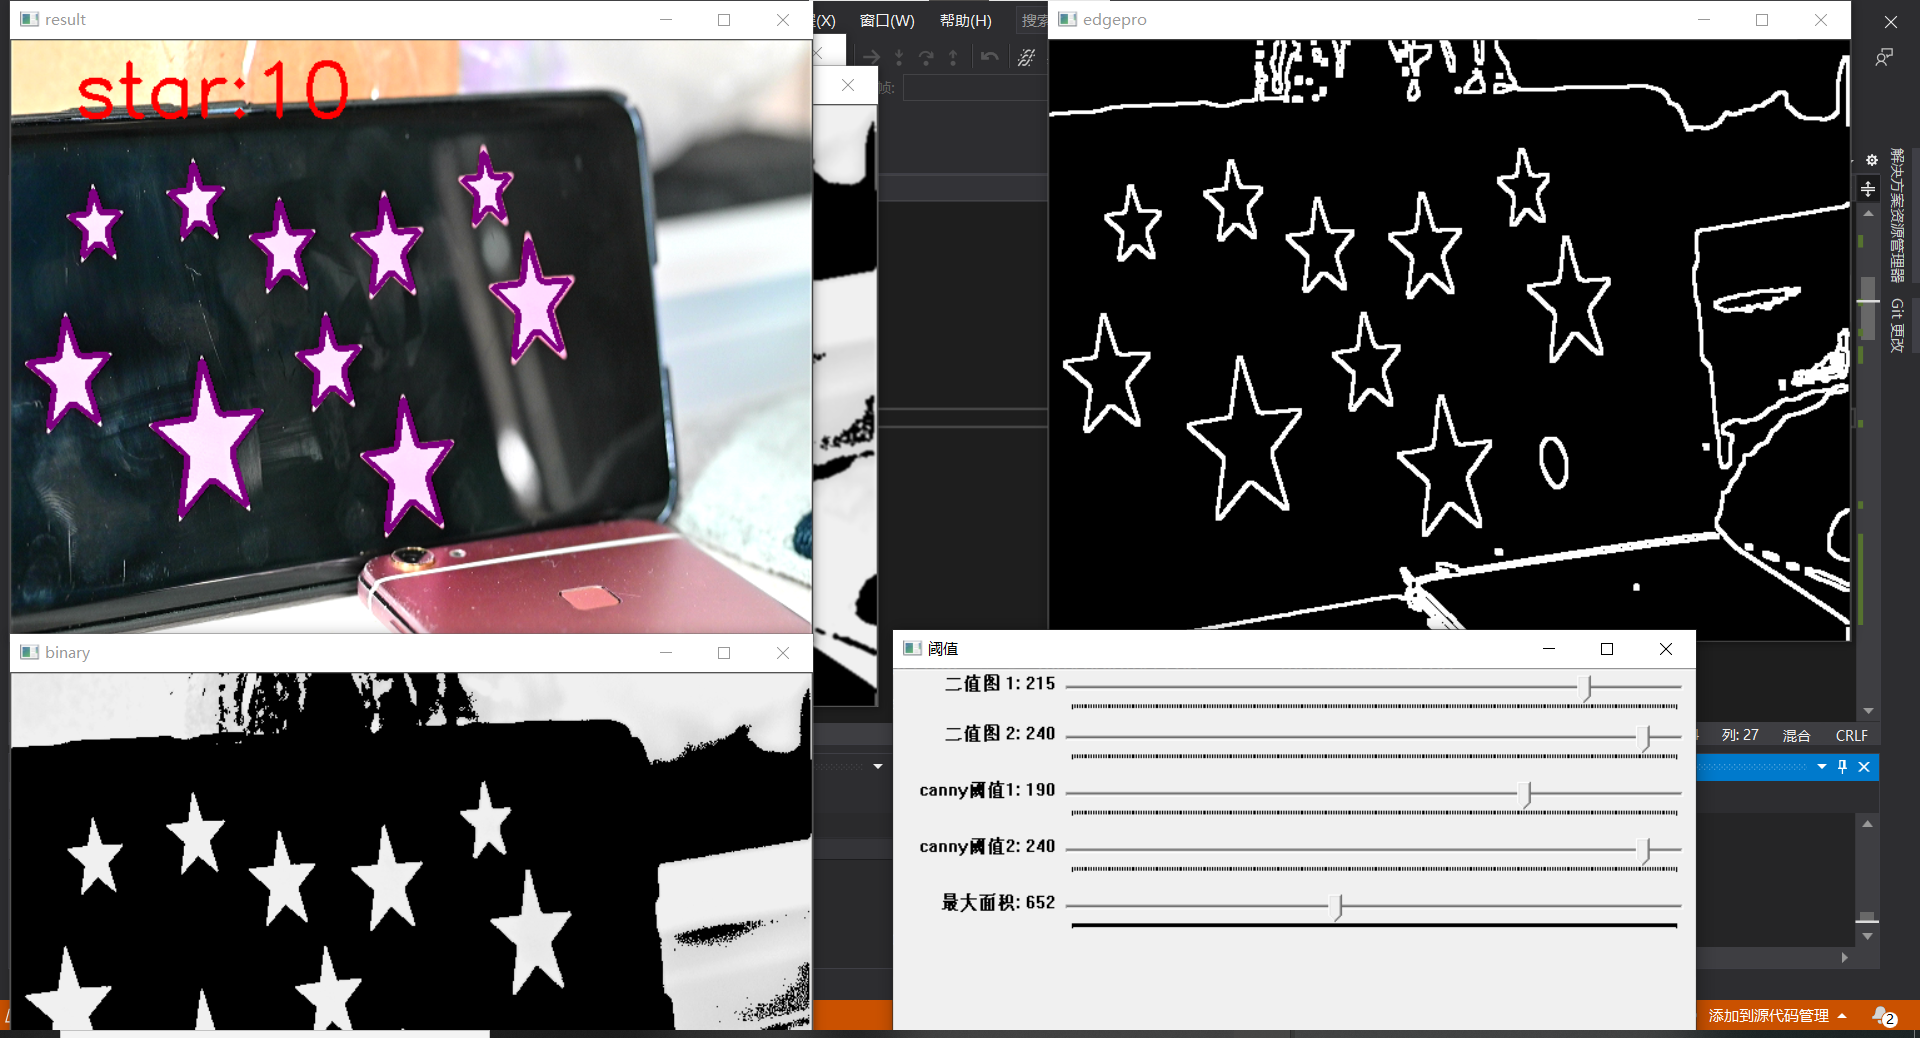 result
star:10
(X)
窗口(W)
帮助(H)
搜索
帧:
edgepro
解决方案资源管理器
Git 更改
binary
阈值
二值图 1: 215
二值图 2: 240
canny阈值1: 190
canny阈值2: 240
最大面积: 652
列: 27
混合
CRLF
添加到源代码管理
2